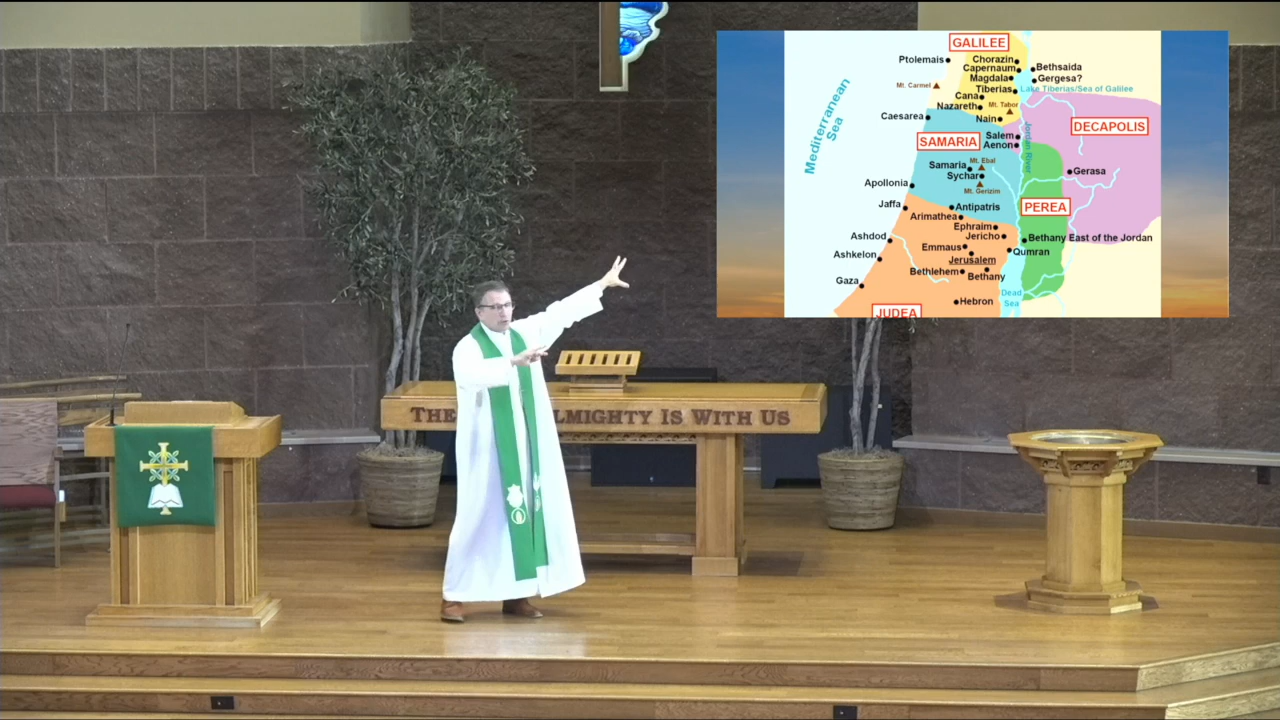 GALILEE
Ptolemais
Chorazin
Capernaum
Bethsaida
Magdala
Gergesa?
Mt. Carmel
Tiberias
Lake Tiberias/Sea of Galilee
Cana
Nazareth
Mt. Tabor
Caesarea
Nain
Mediterranean
Sea
DECAPOLIS
Jordan River
SAMARIA
Salem
Aenon
Samaria
Mt. Ebal
Gerasa
Sychar
Apollonia
Mt. Gerizim
Jaffa
Antipatris
PEREA
Arimathea
Ephraim
Ashdod
Jericho
Bethany East of the Jordan
Emmaus
Qumran
Ashkelon
Jerusalem
Bethlehem
Bethany
Gaza
Dead
Sea
Hebron
JUDEA
THE LMIGHTY IS WITH US